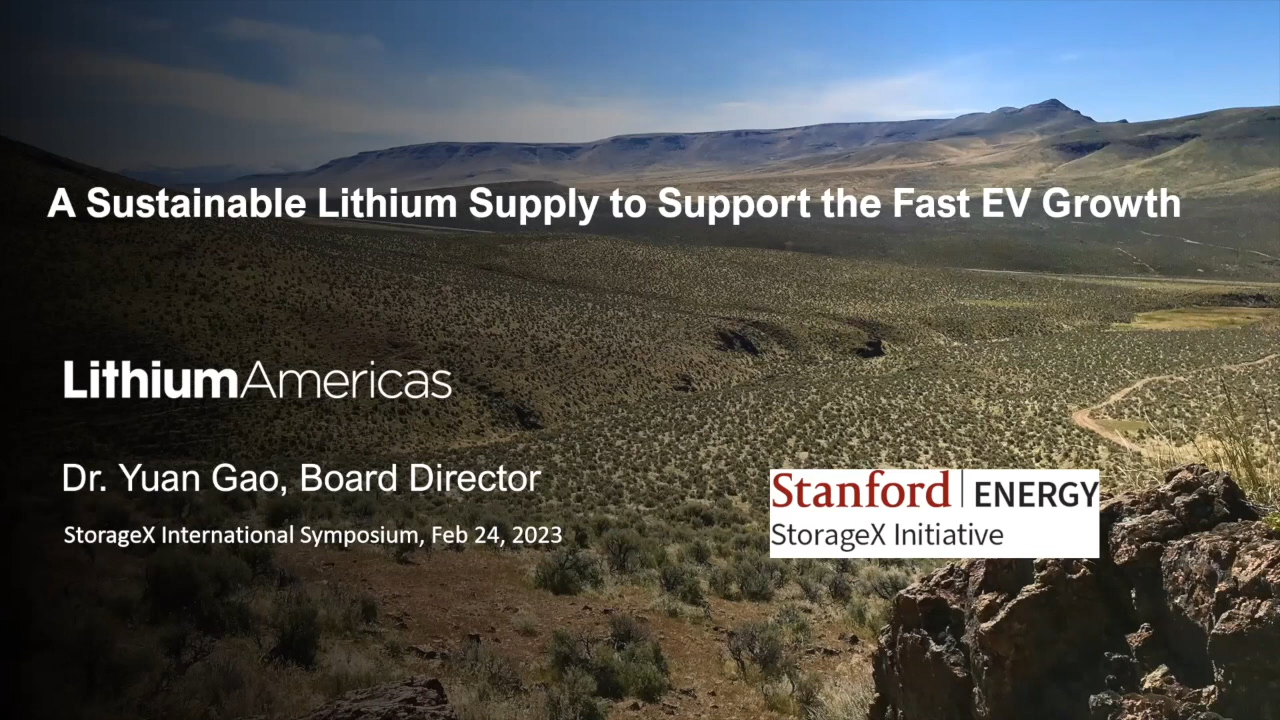 A Sustainable Lithium Supply to Support the Fast EV Growth
LithiumAmericas
Dr. Yuan Gao, Board Director
StorageX International Symposium, Feb 24, 2023
Stanford | ENERGY
StorageX Initiative